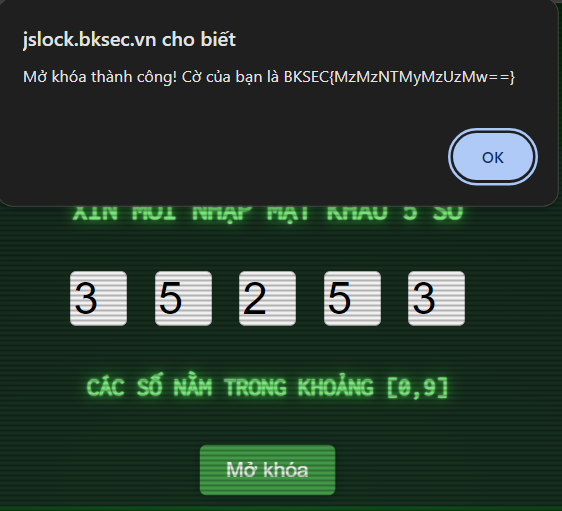 jslock.bksec.vn cho biết
Mở khóa thành công! Cờ của bạn là BKSEC{MzMzNTMyMzUzMw==}
OK
XIN MỜI NHẬP MẬT KHẨU 5 SỐ
3 5 2 5 3
CÁC SỐ NẰM TRONG KHOẢNG [0,9]
Mở khóa